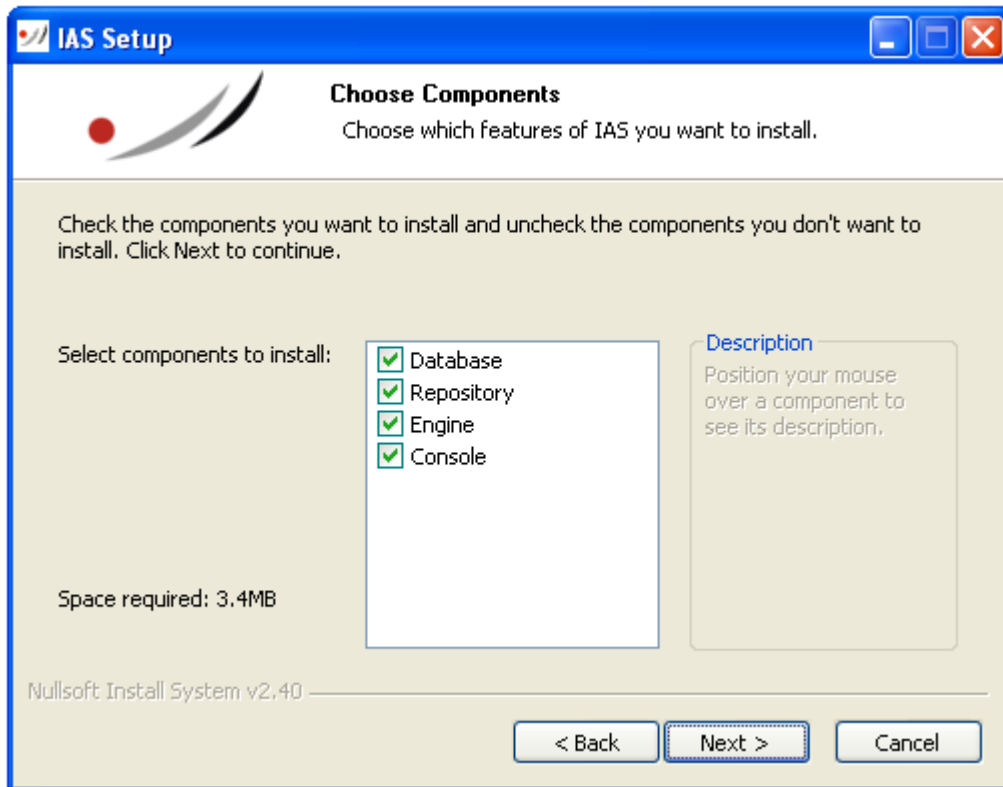 IAS Setup
Choose Components
Choose which features of IAS you want to install.
Check the components you want to install and uncheck the components you don't want to
install. Click Next to continue.
Select components to install:
Database
Repository
Engine
Console
Description
Position your mouse
over a component to
see its description.
Space required: 3.4MB
Nullsoft Install System v2.40
< Back
Next >
Cancel